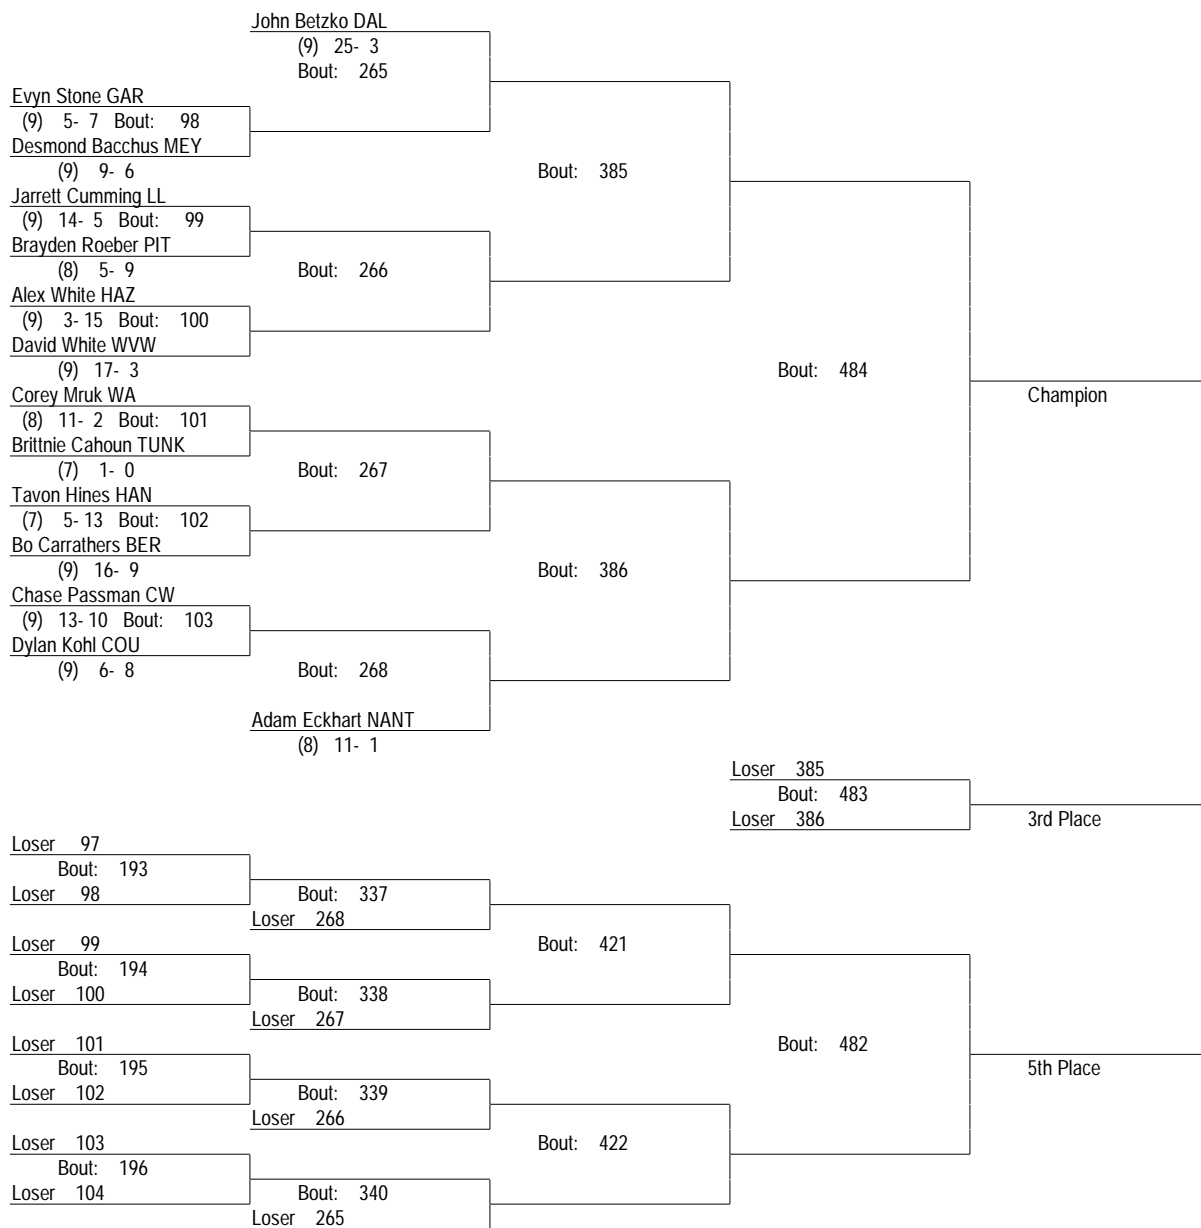 John Betzko DAL
(9) 25- 3
Bout: 265
Evyn Stone GAR
(9) 5- 7 Bout: 98
Desmond Bacchus MEY
(9) 9- 6
Bout: 385
Jarrett Cumming LL
(9) 14- 5 Bout: 99
Brayden Roeber PIT
(8) 5- 9
Bout: 266
Alex White HAZ
(9) 3- 15 Bout: 100
David White WVW
(9) 17- 3
Bout: 484
Champion
Corey Mruk WA
(8) 11- 2 Bout: 101
Brittnie Cahoun TUNK
(7) 1- 0
Bout: 267
Tavon Hines HAN
(7) 5- 13 Bout: 102
Bo Carrathers BER
(9) 16- 9
Bout: 386
Chase Passman CW
(9) 13- 10 Bout: 103
Dylan Kohl COU
(9) 6- 8
Bout: 268
Adam Eckhart NANT
(8) 11- 1
Loser 385
Bout: 483
Loser 386
3rd Place
Loser 97
Bout: 193
Loser 98
Bout: 337
Loser 268
Loser 99
Bout: 421
Bout: 194
Loser 100
Bout: 338
Loser 267
Loser 101
Bout: 482
Bout: 195
5th Place
Loser 102
Bout: 339
Loser 266
Loser 103
Bout: 422
Bout: 196
Loser 104
Bout: 340
Loser 265